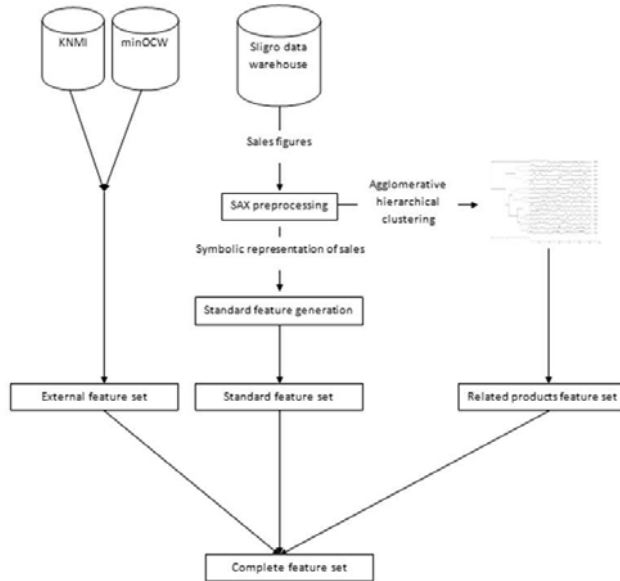 KNMI
minOCW
Sligro data
warehouse
Sales figures
SAX preprocessing
Agglomerative
hierarchical
clustering
Symbolic representation of sales
Standard feature generation
External feature set
Standard feature set
Related products feature set
Complete feature set